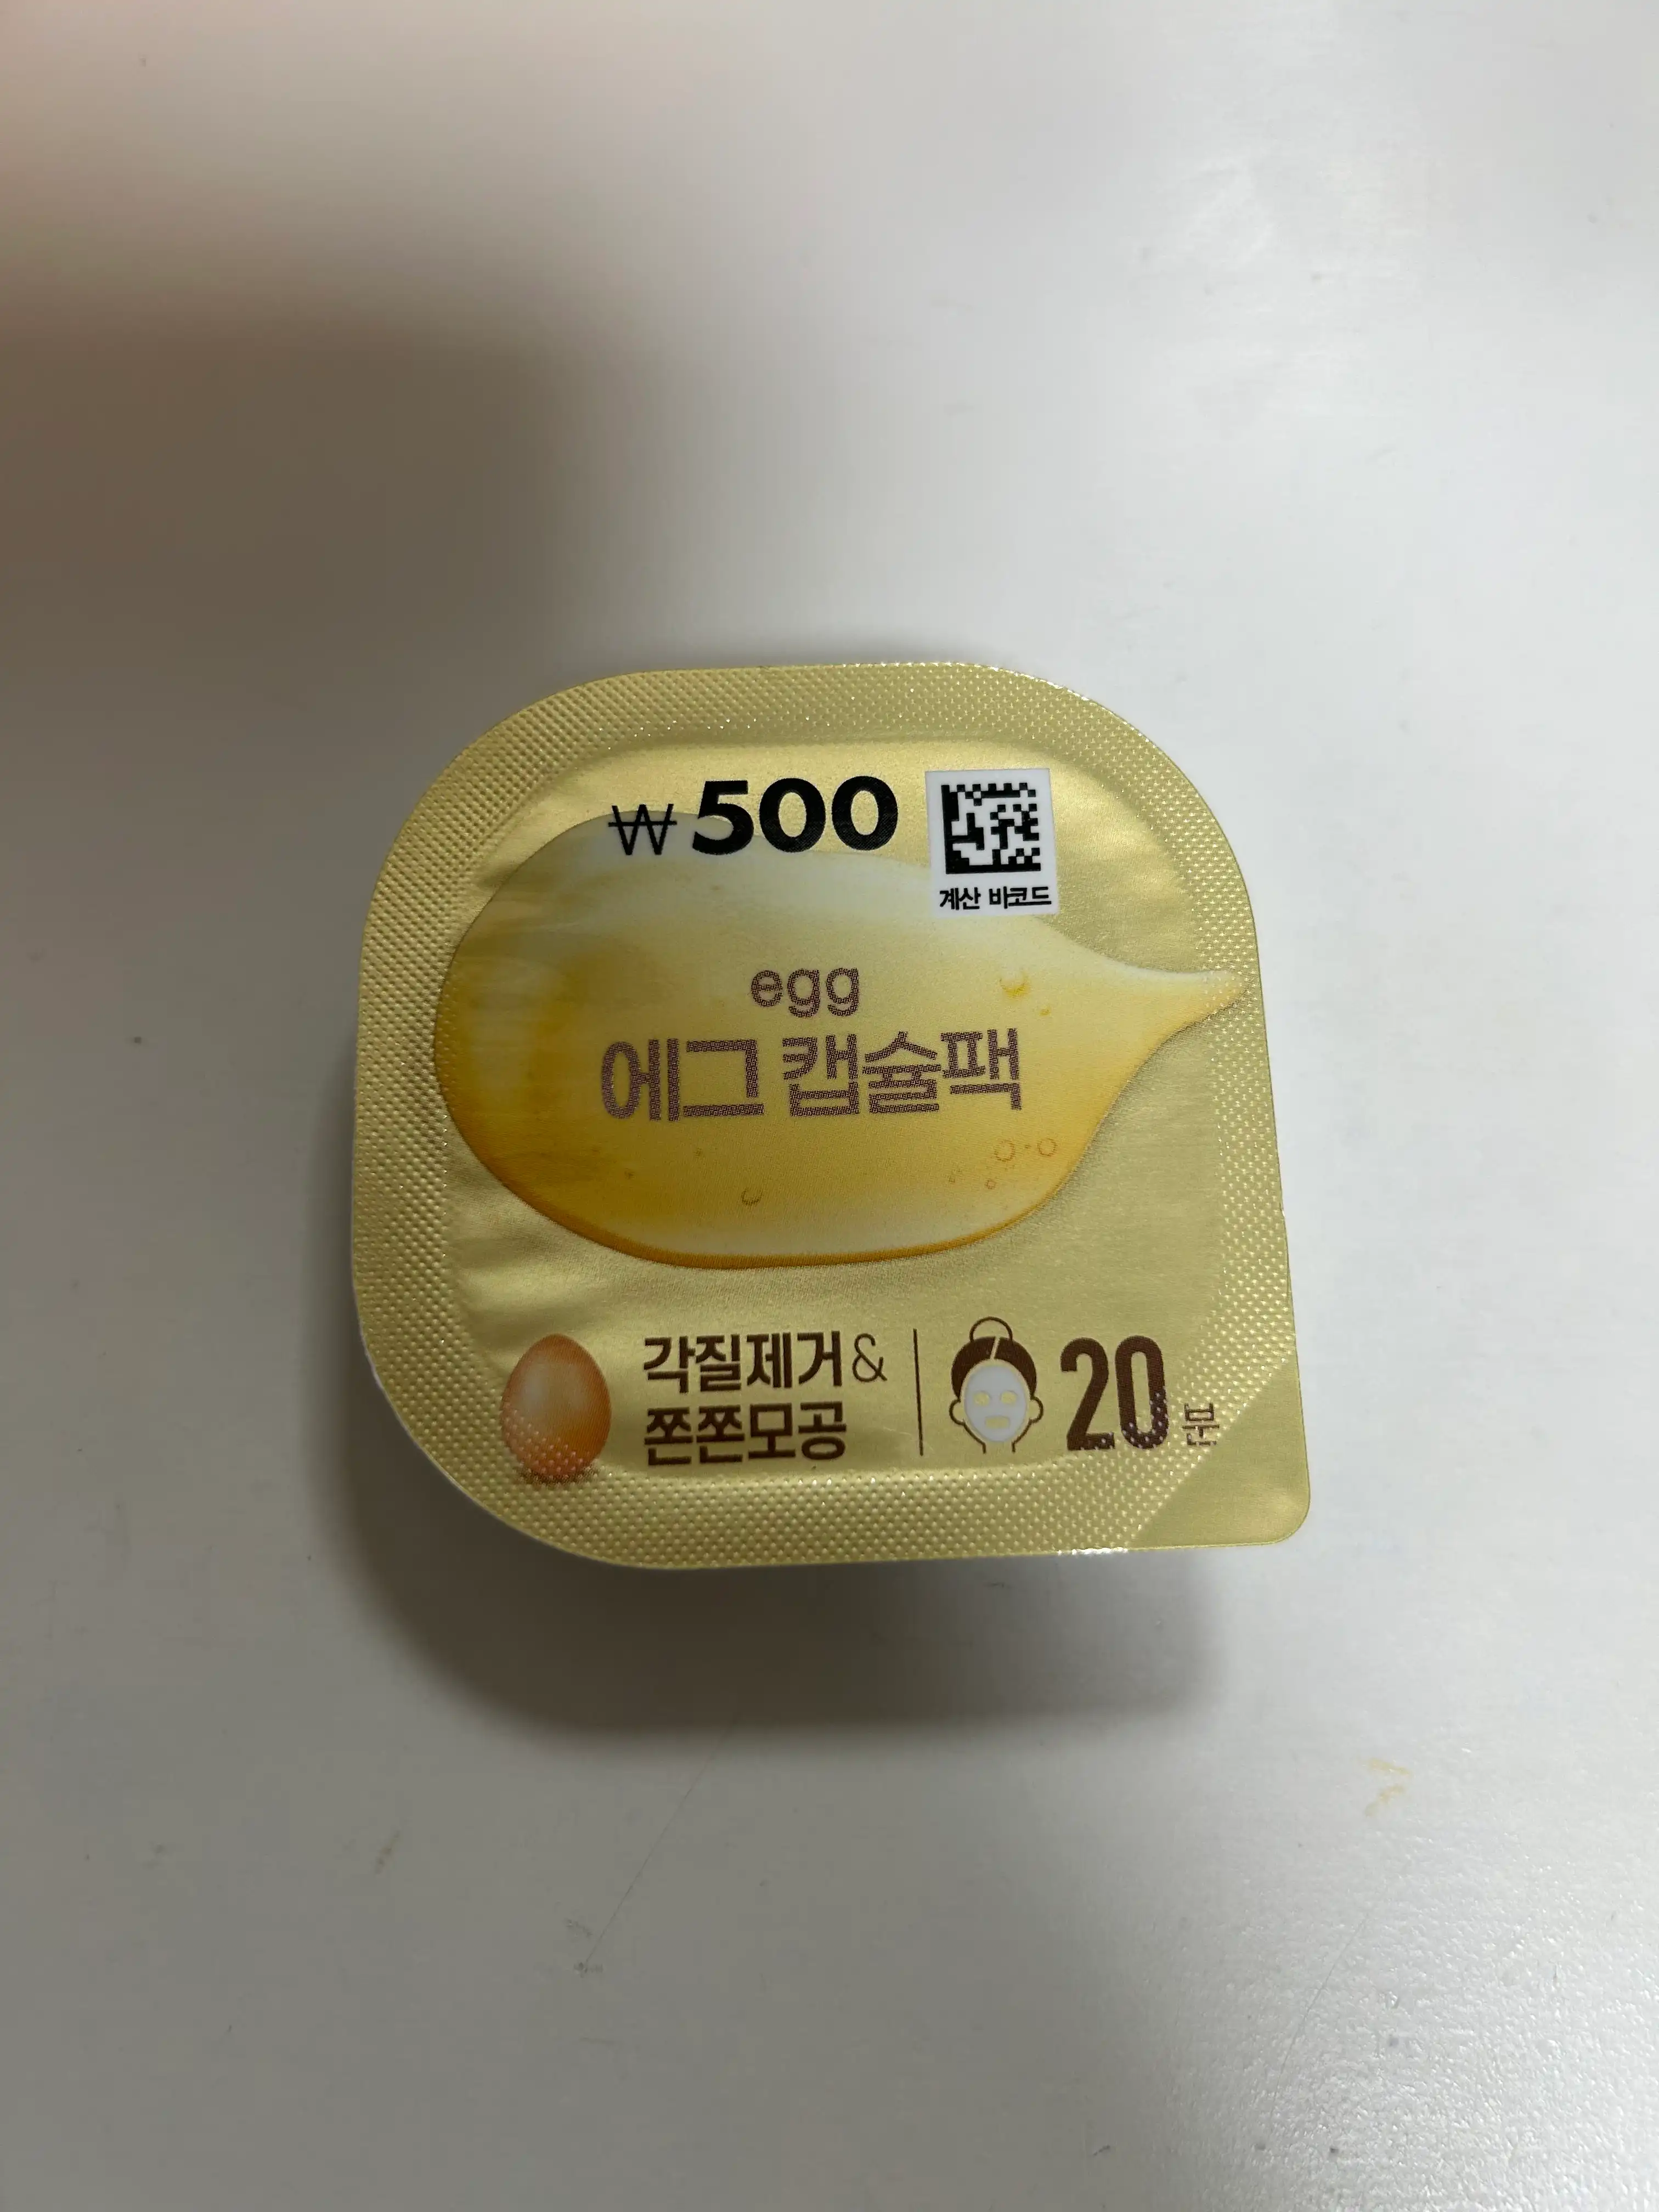 ₩500
계산 바코드
egg
에그 캡슐팩
각질제거&
쫀쫀모공
20분